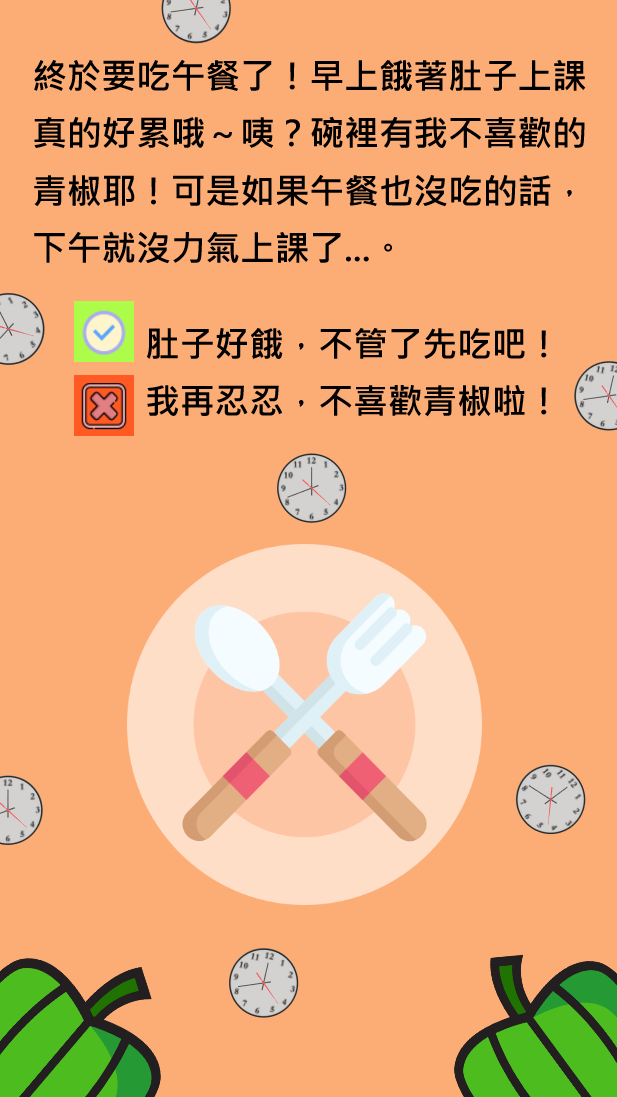 終於要吃午餐了！早上餓著肚子上課
真的好累哦～咦？碗裡有我不喜歡的
青椒耶！可是如果午餐也沒吃的話，
下午就沒力氣上課了...。
肚子好餓，不管了先吃吧！
我再忍忍，不喜歡青椒啦！